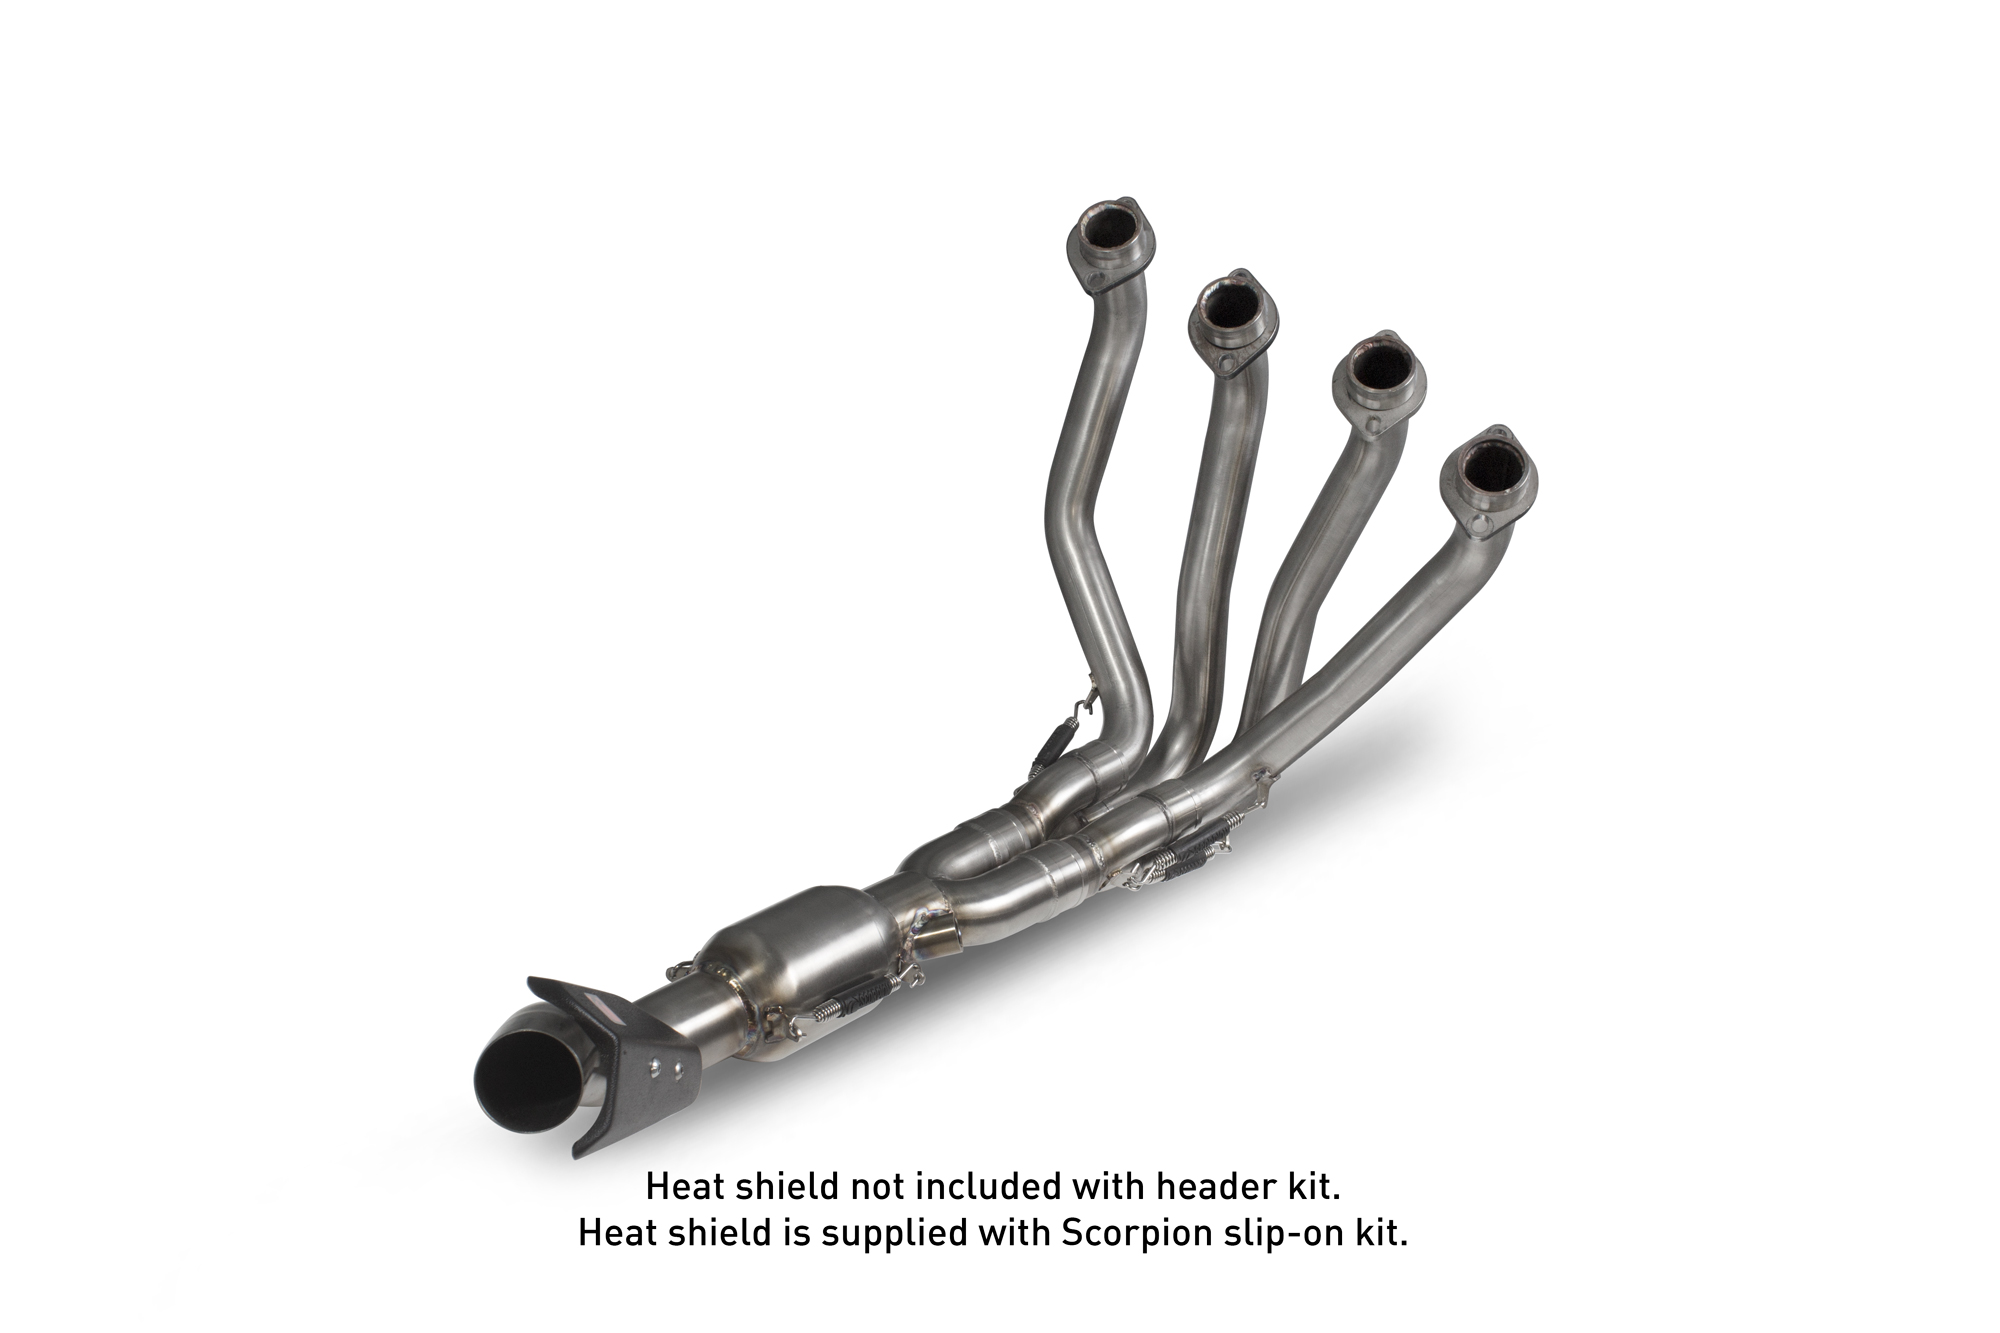 Heat shield not included with header kit.
Heat shield is supplied with Scorpion slip-on kit.